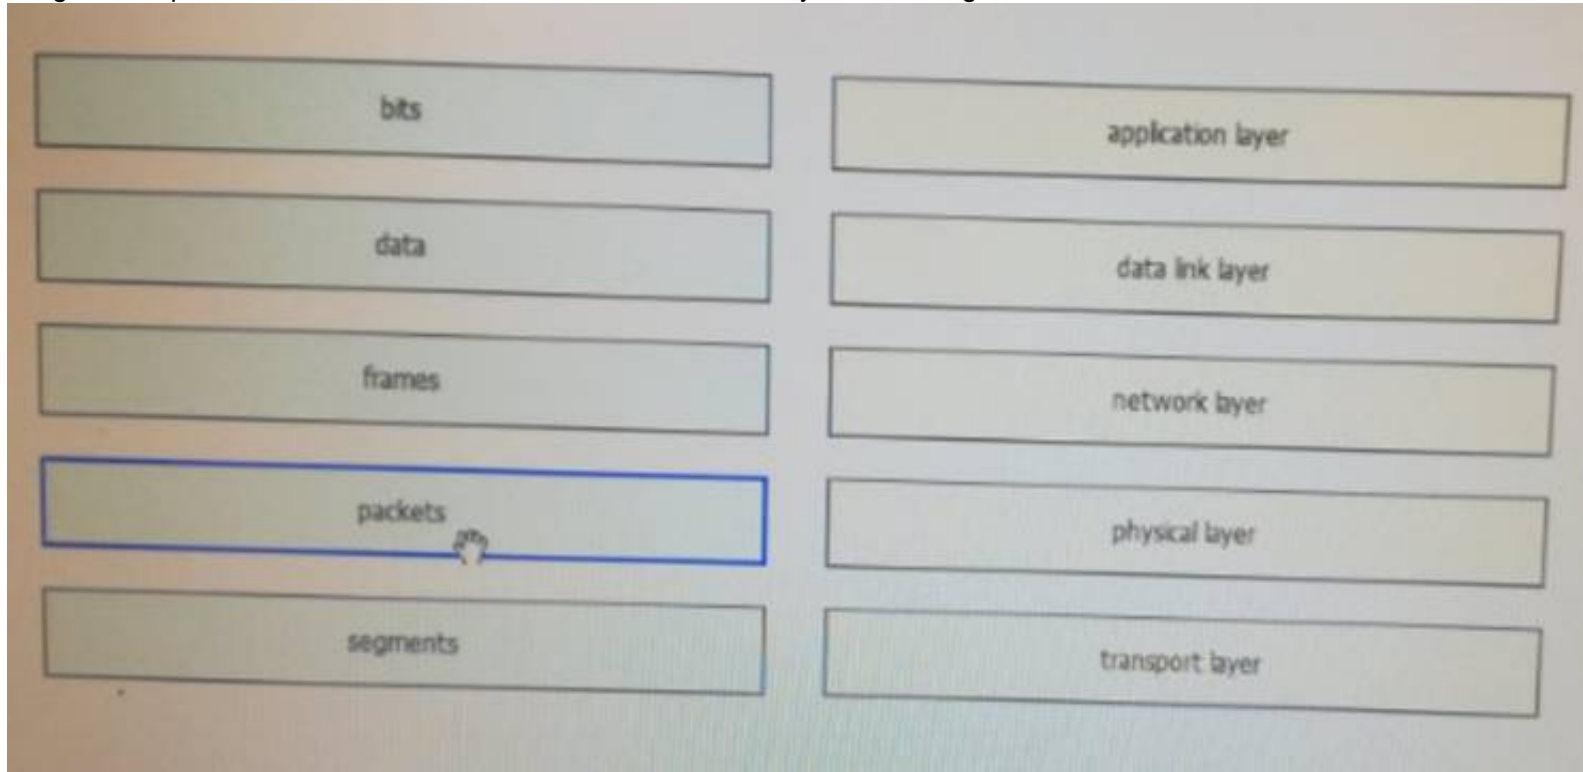 bits
data
frames
packets
segments
application layer
data link layer
network layer
physical layer
transport layer